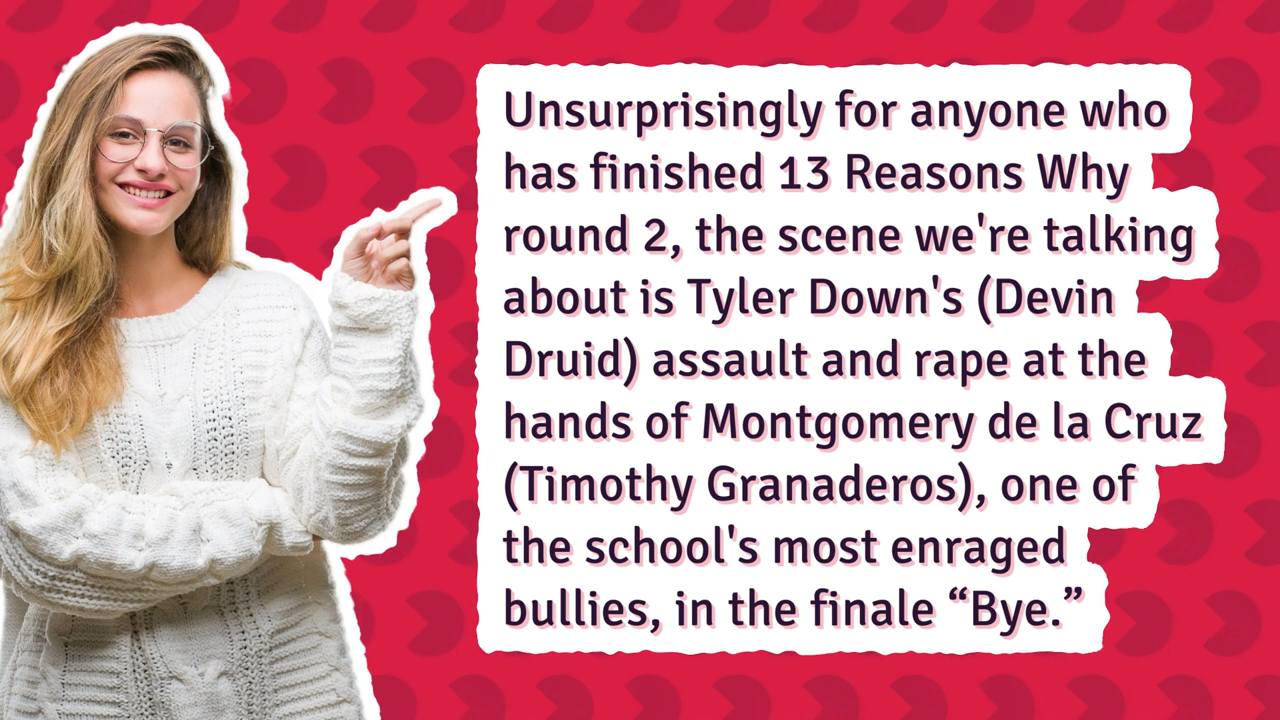 Unsurprisingly for anyone who
has finished 13 Reasons Why
round 2, the scene we're talking
about is Tyler Down's (Devin
Druid) assault and rape at the
hands of Montgomery de la Cruz
(Timothy Granaderos), one of
the school's most enraged
bullies, in the finale “Bye.”